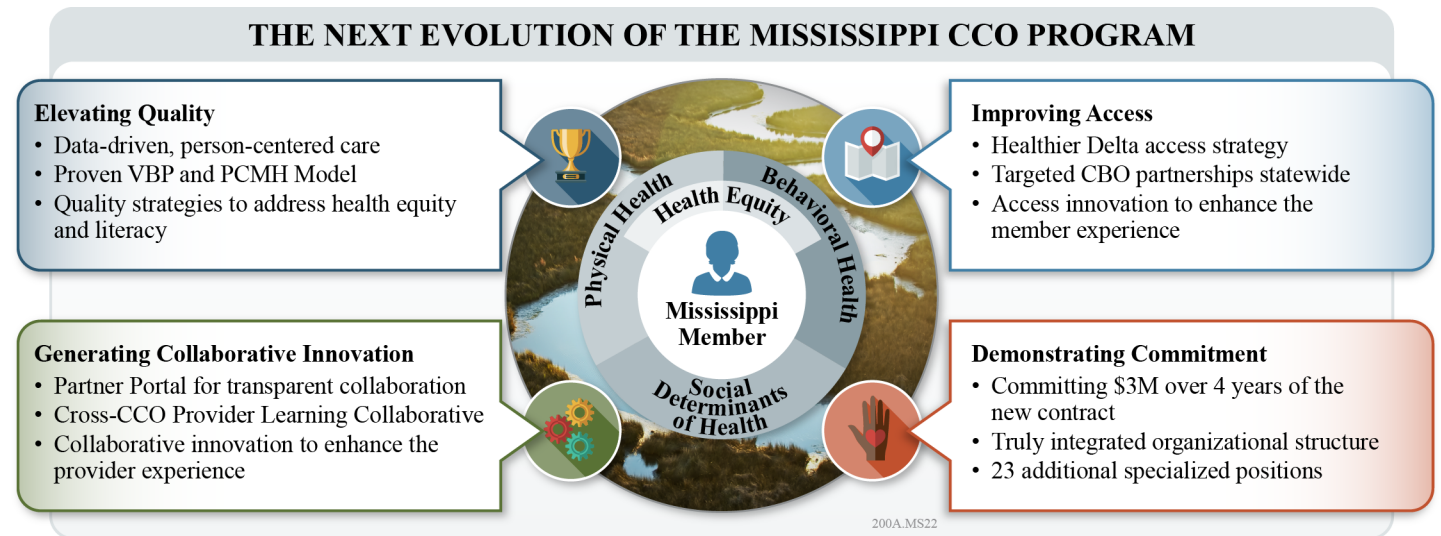 THE NEXT EVOLUTION OF THE MISSISSIPPI CCO PROGRAM
Elevating Quality
• Data-driven, person-centered care
• Proven VBP and PCMH Model
• Quality strategies to address health equity
and literacy
Improving Access
• Healthier Delta access strategy
• Targeted CBO partnerships statewide
• Access innovation to enhance the
member experience
Physical Health
Behavioral Health
Health Equity
Mississippi
Member
Social
Determinants
of Health
Generating Collaborative Innovation
• Partner Portal for transparent collaboration
• Cross-CCO Provider Learning Collaborative
• Collaborative innovation to enhance the
provider experience
Demonstrating Commitment
• Committing $3M over 4 years of the
new contract
• Truly integrated organizational structure
• 23 additional specialized positions
200A.MS22